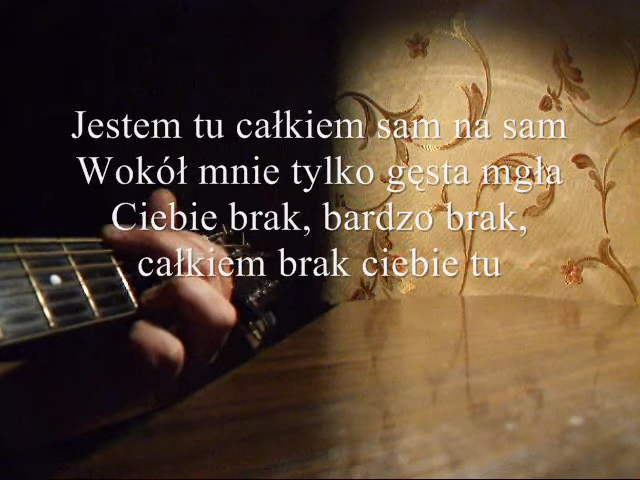 Jestem tu całkiem sam na sam
Wokół mnie tylko gęsta mgła
Ciebie brak, bardzo brak,
całkiem brak ciebie tu